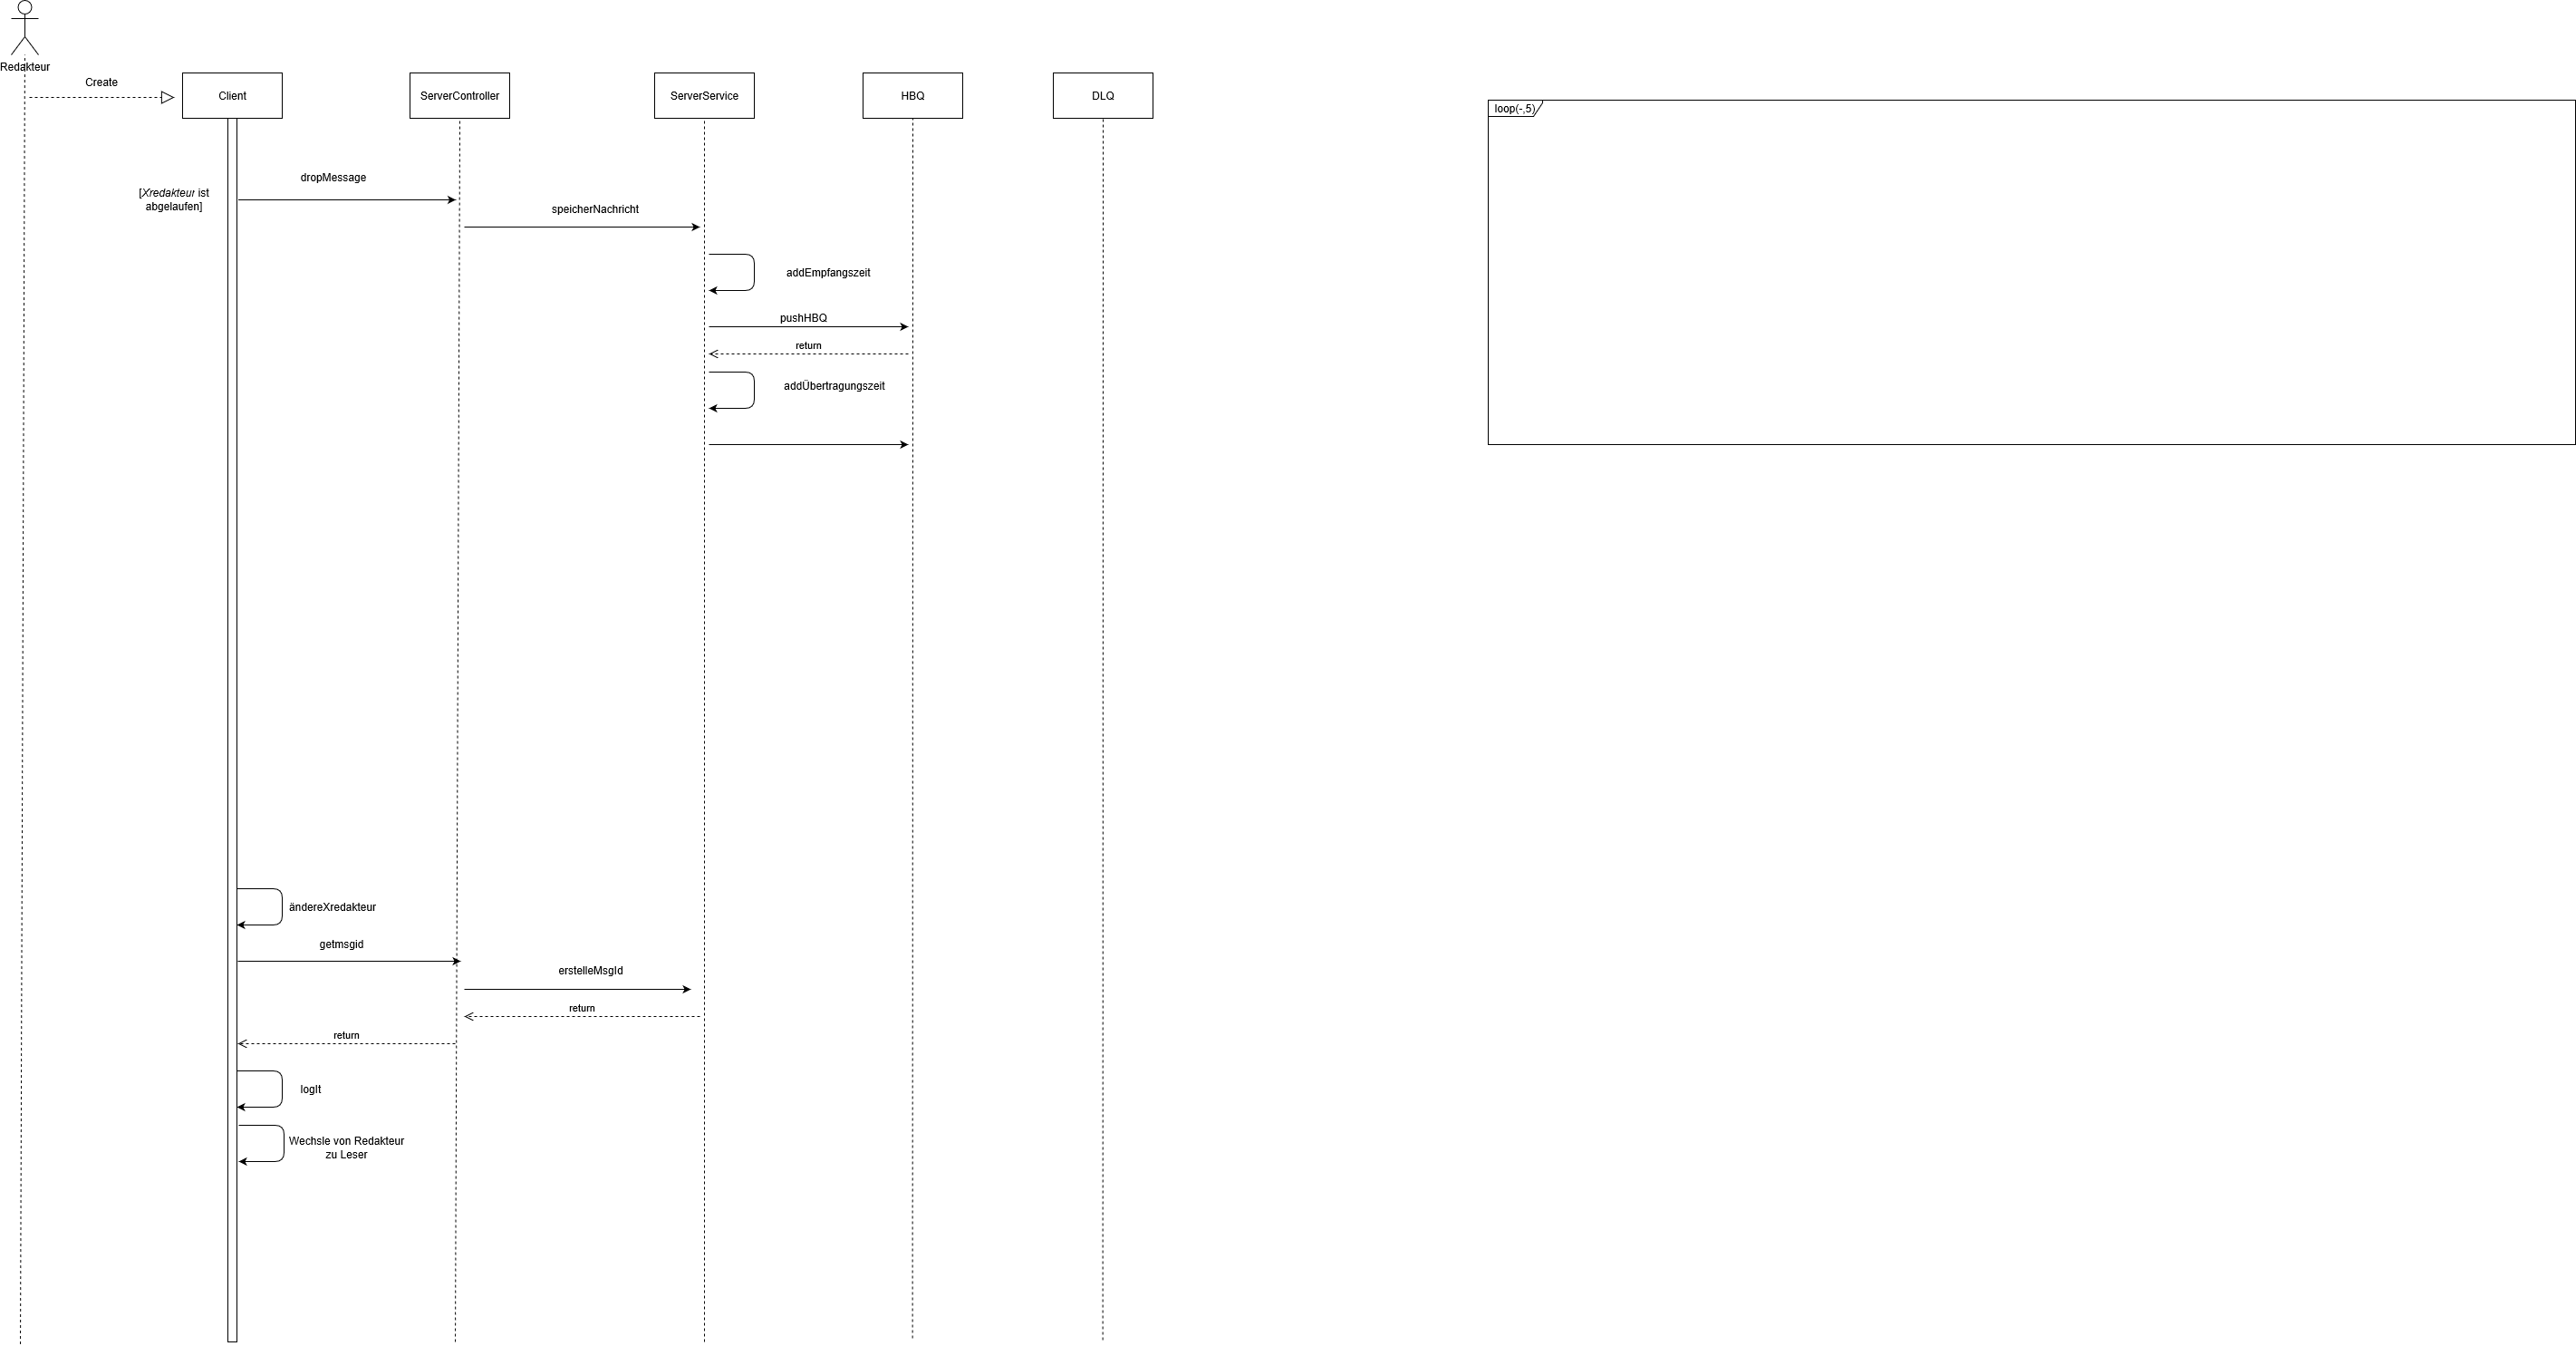 Redakteur
Create
Client
ServerController
ServerService
HBQ
DLQ
loop(-,5)
dropMessage
[Xredakteur ist
abgelaufen]
speicherNachricht
addEmpfangszeit
pushHBQ
return
addÜbertragungszeit
ändereXredakteur
getmsgid
erstelleMsgId
return
return
logIt
Wechsle von Redakteur
zu Leser